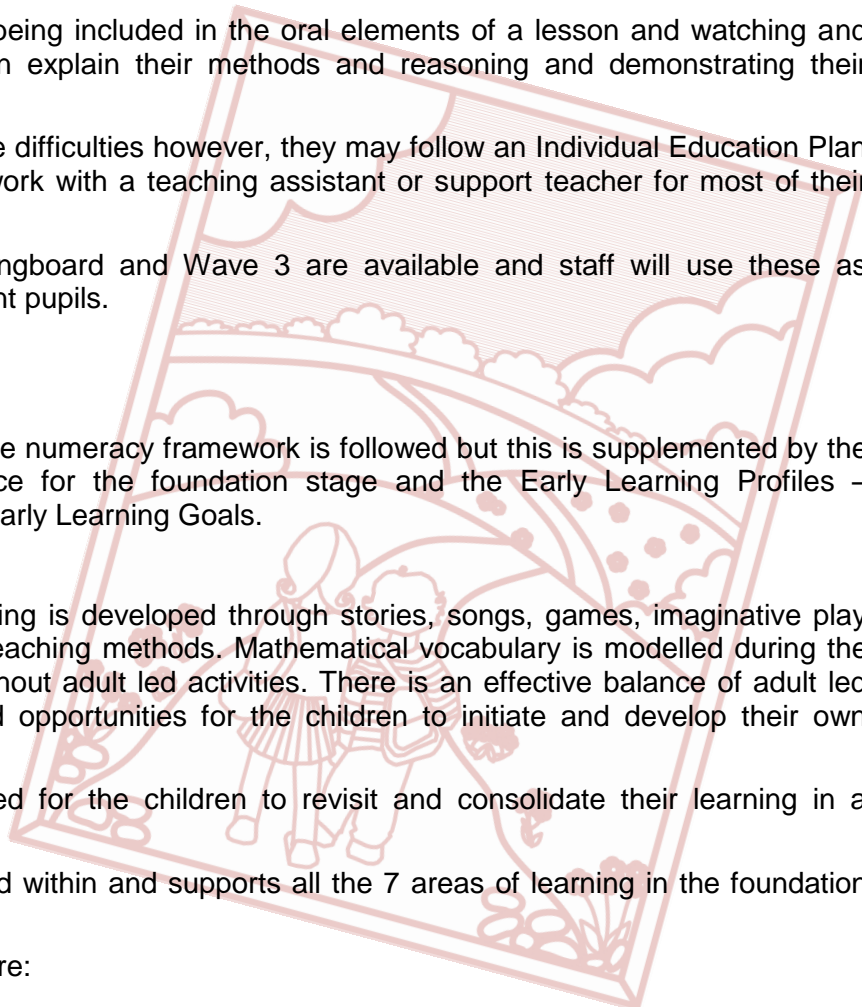 being included in the oral elements of a lesson and watching and
n explain their methods and reasoning and demonstrating their
e difficulties however, they may follow an Individual Education Plan
work with a teaching assistant or support teacher for most of their
ngboard and Wave 3 are available and staff will use these as
nt pupils.
e numeracy framework is followed but this is supplemented by the
ce for the foundation stage and the Early Learning Profiles –
arly Learning Goals.
ing is developed through stories, songs, games, imaginative play
eaching methods. Mathematical vocabulary is modelled during the
hout adult led activities. There is an effective balance of adult led
d opportunities for the children to initiate and develop their own
ed for the children to revisit and consolidate their learning in a
d within and supports all the 7 areas of learning in the foundation
re: